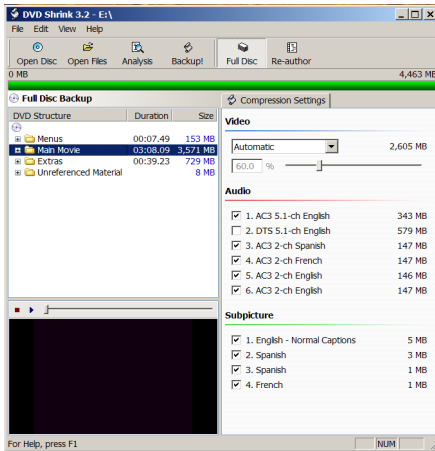 DVD Shrink 3.2 - E:\
File Edit View Help
Open Disc Open Files Analysis Backup! Full Disc Re-author
0 MB 4,463 MB
Full Disc Backup
DVD Structure Duration Size
Menus 00:07.49 153 MB
Main Movie 03:08.09 3,571 MB
Extras 00:39.23 729 MB
Unreferenced Material 8 MB
Compression Settings
Video
Automatic 2,605 MB
60.0 %
Audio
1. AC3 5.1-ch English 343 MB
2. DTS 5.1-ch English 579 MB
3. AC3 2-ch Spanish 147 MB
4. AC3 2-ch French 147 MB
5. AC3 2-ch English 146 MB
6. AC3 2-ch English 147 MB
Subpicture
1. English - Normal Captions 5 MB
2. Spanish 3 MB
3. Spanish 1 MB
4. French 1 MB
For Help, press F1 NUM